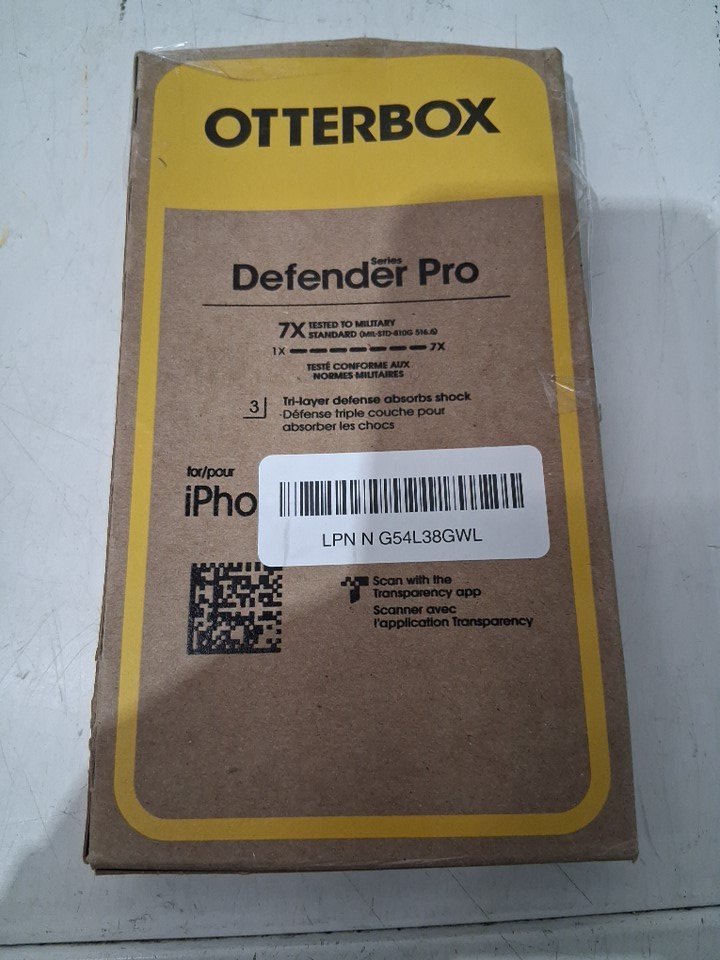 OTTERBOX
Series
Defender Pro
7X TESTED TO MILITARY
STANDARD (MIL-STD-810G 516.6)
1X 7X
TESTÉ CONFORME AUX
NORMES MILITAIRES
3 Tri-layer defense absorbs shock
Défense triple couche pour
absorber les chocs
for/pour
iPho
LPN N G54L38GWL
Scan with the
Transparency app
Scanner avec
l'application Transparency